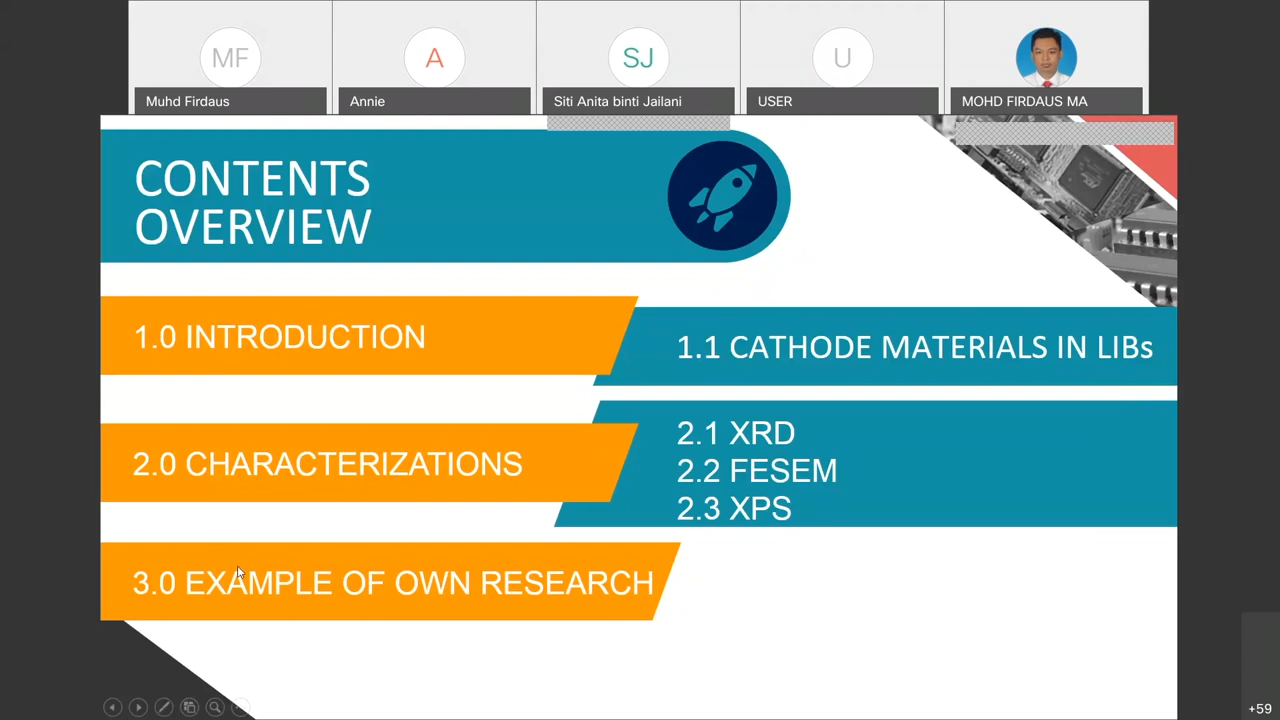 MF
A
SJ
U
Muhd Firdaus
Annie
Siti Anita binti Jailani
USER
MOHD FIRDAUS MA
CONTENTS
OVERVIEW
1.0 INTRODUCTION
1.1 CATHODE MATERIALS IN LIBs
2.0 CHARACTERIZATIONS
2.1 XRD
2.2 FESEM
2.3 XPS
3.0 EXAMPLE OF OWN RESEARCH
+59